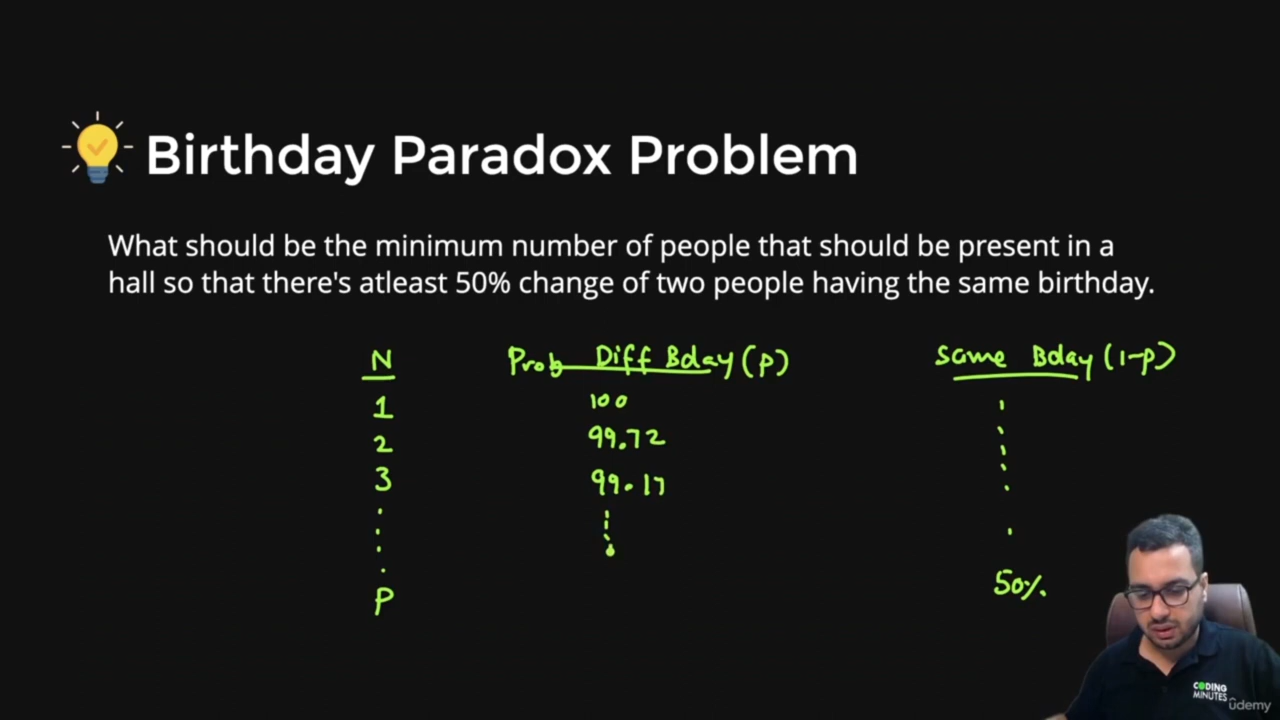 Birthday Paradox Problem
What should be the minimum number of people that should be present in a
hall so that there's atleast 50% change of two people having the same birthday.
N Prob Diff Bday (p) Same Bday (1-p)
1 100
2 99.72
3 99.17
P 50%
CODING
MINUTES
ûdemy